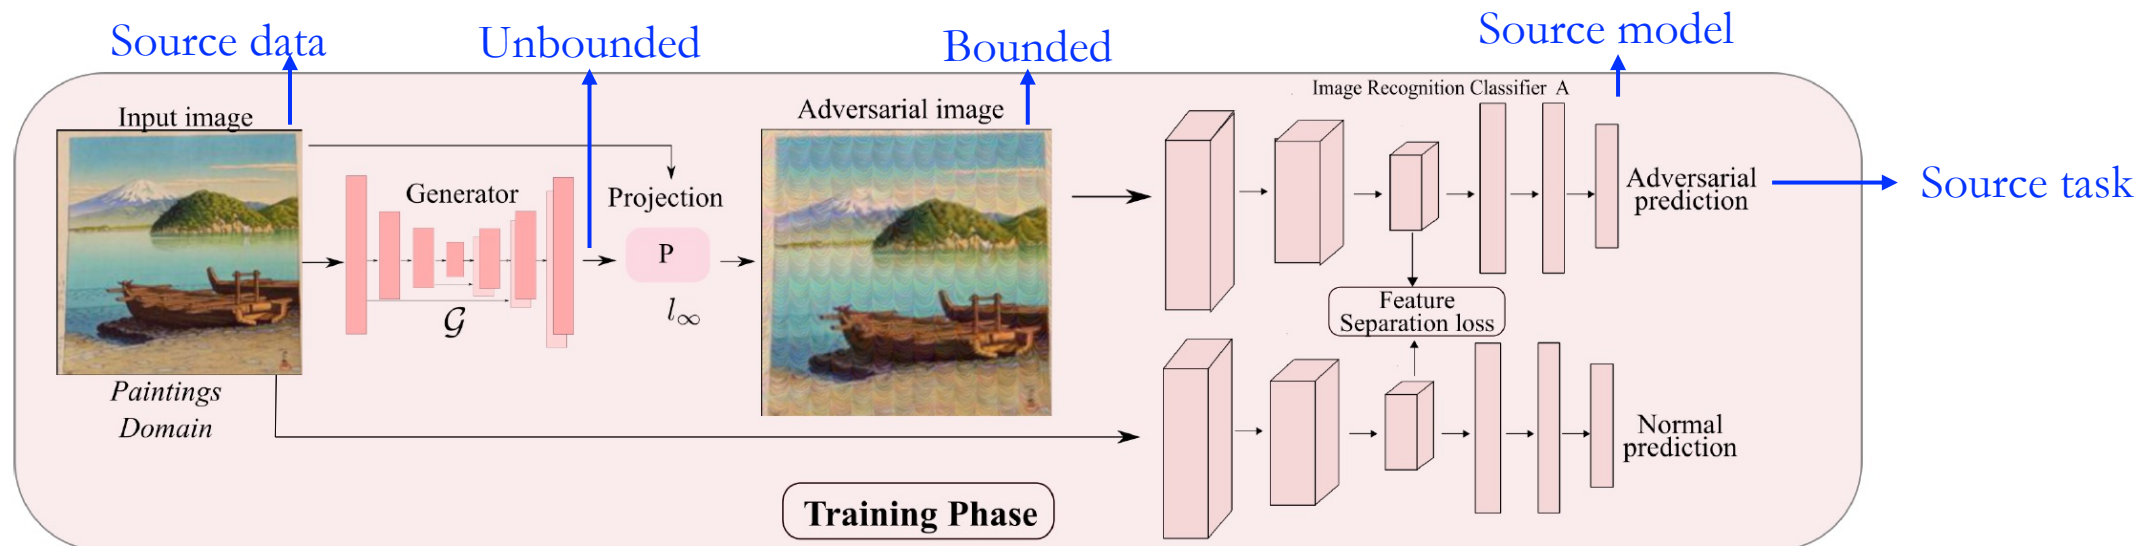 Source data
Unbounded
Bounded
Source model
Input image
Adversarial image
Image Recognition Classifier A
Generator
Projection
P
𝒢
l∞
Adversarial
prediction
Source task
Feature
Separation loss
Paintings
Domain
Normal
prediction
Training Phase